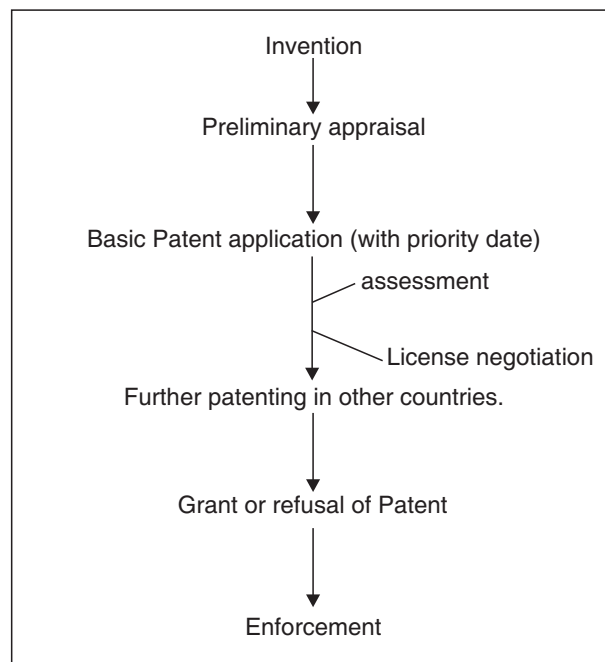 Invention
Preliminary appraisal
Basic Patent application (with priority date)
assessment
License negotiation
Further patenting in other countries.
Grant or refusal of Patent
Enforcement